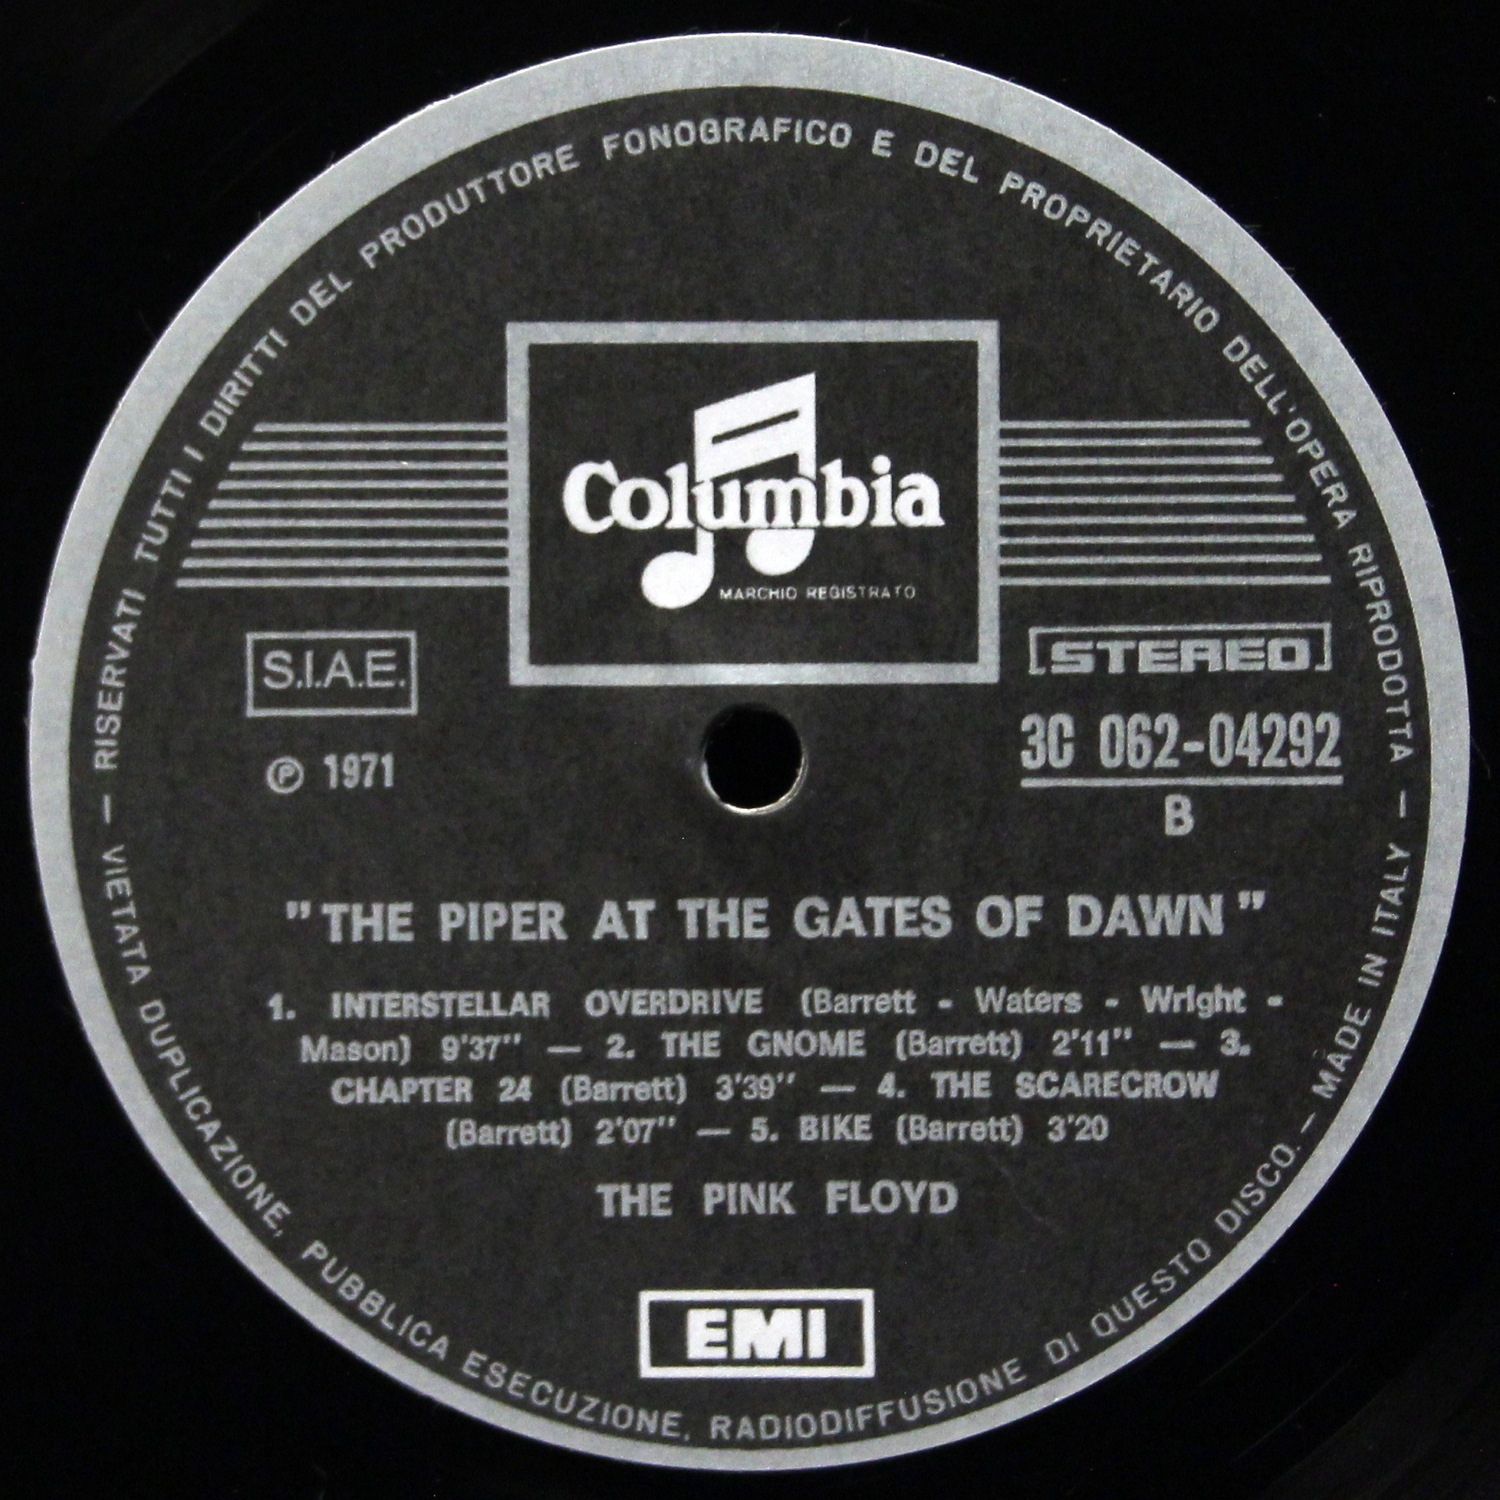 RISERVATI TUTTI I DIRITTI DEL PRODUTTORE FONOGRAFICO E DEL PROPRIETARIO DELL'OPERA RIPRODOTTA — MADE IN ITALY
Columbia
MARCHIO REGISTRATO
S.I.A.E.
STEREO
℗ 1971
3C 062-04292
B
"THE PIPER AT THE GATES OF DAWN"
1. INTERSTELLAR OVERDRIVE (Barrett - Waters - Wright -
Mason) 9'37" — 2. THE GNOME (Barrett) 2'11" — 3.
CHAPTER 24 (Barrett) 3'39" — 4. THE SCARECROW
(Barrett) 2'07" — 5. BIKE (Barrett) 3'20
THE PINK FLOYD
EMI
— VIETATA DUPLICAZIONE, PUBBLICA ESECUZIONE, RADIODIFFUSIONE DI QUESTO DISCO. —